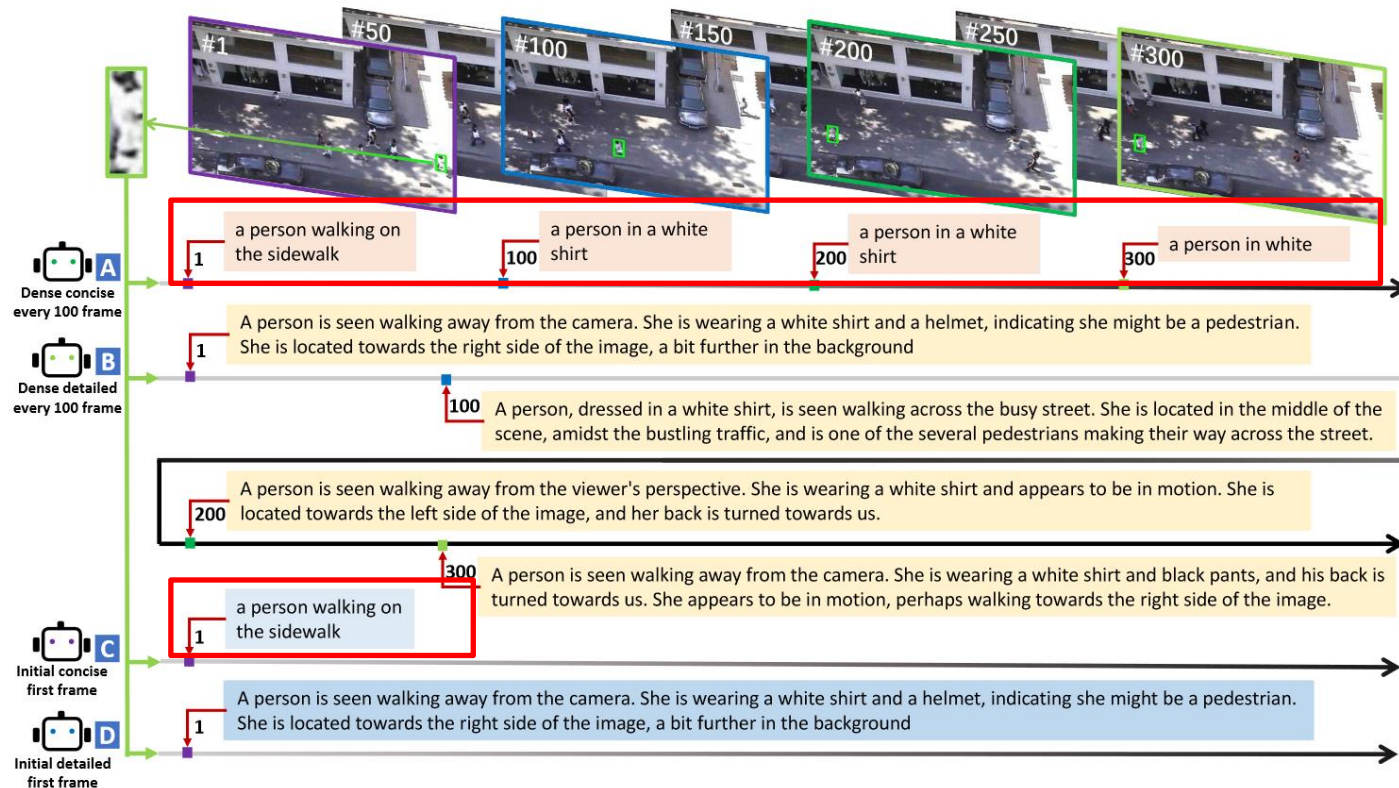 #1
#50
#100
#150
#200
#250
#300
A
Dense concise
every 100 frame
1
a person walking on
the sidewalk
100
a person in a white
shirt
200
a person in a white
shirt
300
a person in white
B
Dense detailed
every 100 frame
1
A person is seen walking away from the camera. She is wearing a white shirt and a helmet, indicating she might be a pedestrian.
She is located towards the right side of the image, a bit further in the background
100
A person, dressed in a white shirt, is seen walking across the busy street. She is located in the middle of the
scene, amidst the bustling traffic, and is one of the several pedestrians making their way across the street.
200
A person is seen walking away from the viewer's perspective. She is wearing a white shirt and appears to be in motion. She is
located towards the left side of the image, and her back is turned towards us.
300
A person is seen walking away from the camera. She is wearing a white shirt and black pants, and his back is
turned towards us. She appears to be in motion, perhaps walking towards the right side of the image.
C
Initial concise
first frame
1
a person walking on
the sidewalk
D
Initial detailed
first frame
1
A person is seen walking away from the camera. She is wearing a white shirt and a helmet, indicating she might be a pedestrian.
She is located towards the right side of the image, a bit further in the background